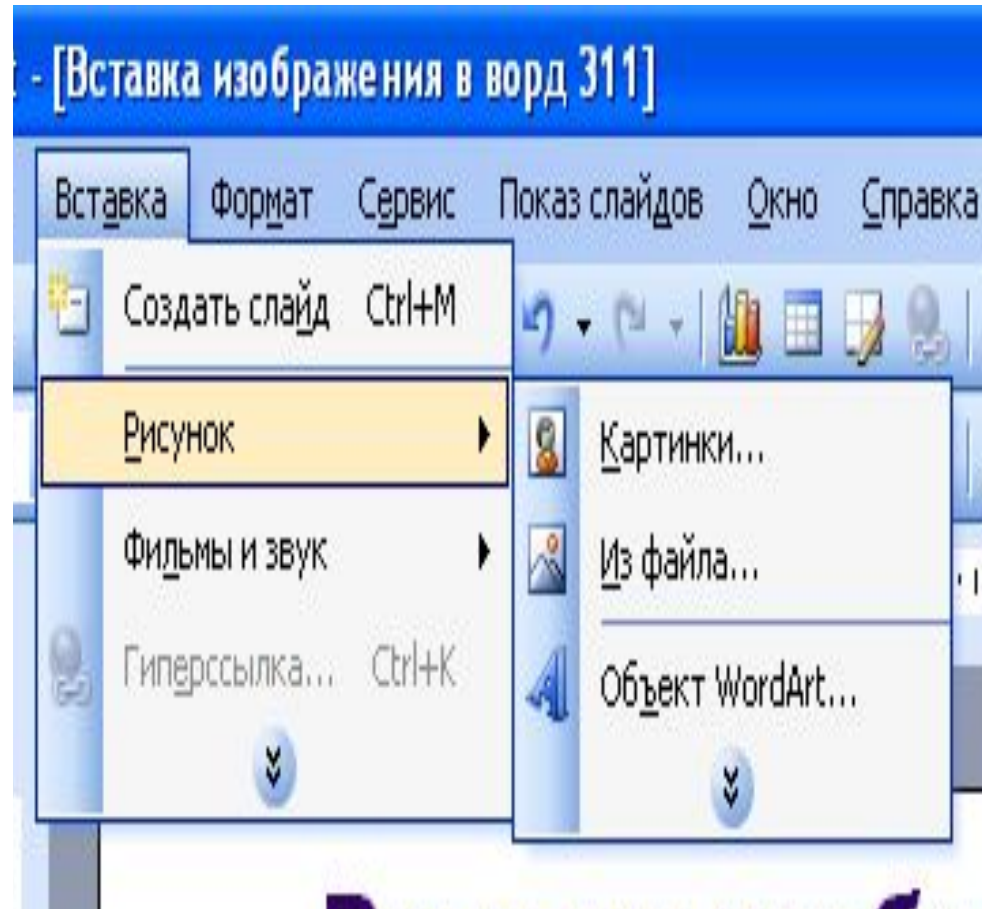 - [Вставка изображения в ворд 311]
Вставка Формат Сервис Показ слайдов Окно Справка
Создать слайд Ctrl+M
Рисунок
Картинки...
Фильмы и звук
Из файла...
Гиперссылка... Ctrl+K
Объект WordArt...